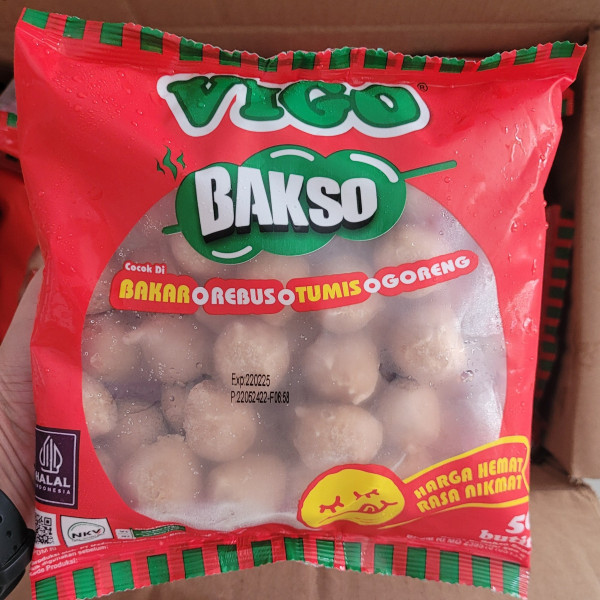 VIGO®
BAKSO
Cocok Di
BAKAR REBUS TUMIS GORENG
Exp:220225
P:22052422-F06:58
HALAL
INDONESIA
NKV
HARGA HEMAT
RASA NIKMAT